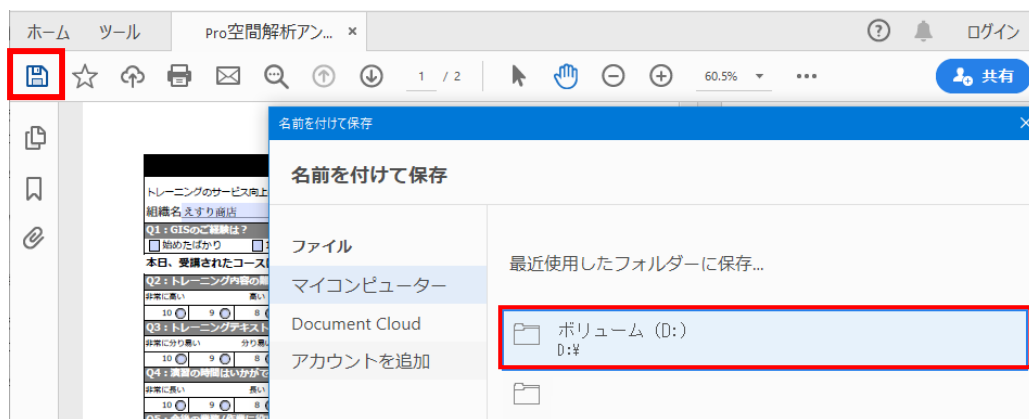 ホーム ツール Pro空間解析アン... × ? ログイン
1 / 2 60.5% 共有
名前を付けて保存 ×
名前を付けて保存
トレーニングのサービス向上
組織名 えすり商店
Q1：GISのご経験は？
始めたばかり
本日、受講されたコース
Q2：トレーニング内容の
非常に高い 高い
10 9 8
Q3：トレーニングテキスト
非常に分り易い 分り易
10 9 8
Q4：演習の時間はいかがで
非常に長い 長い
10 9 8
ファイル
マイコンピューター
Document Cloud
アカウントを追加
最近使用したフォルダーに保存...
ボリューム (D:)
D:¥